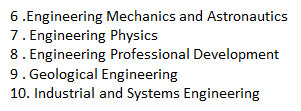 6 .Engineering Mechanics and Astronautics
7 . Engineering Physics
8 . Engineering Professional Development
9 . Geological Engineering
10. Industrial and Systems Engineering